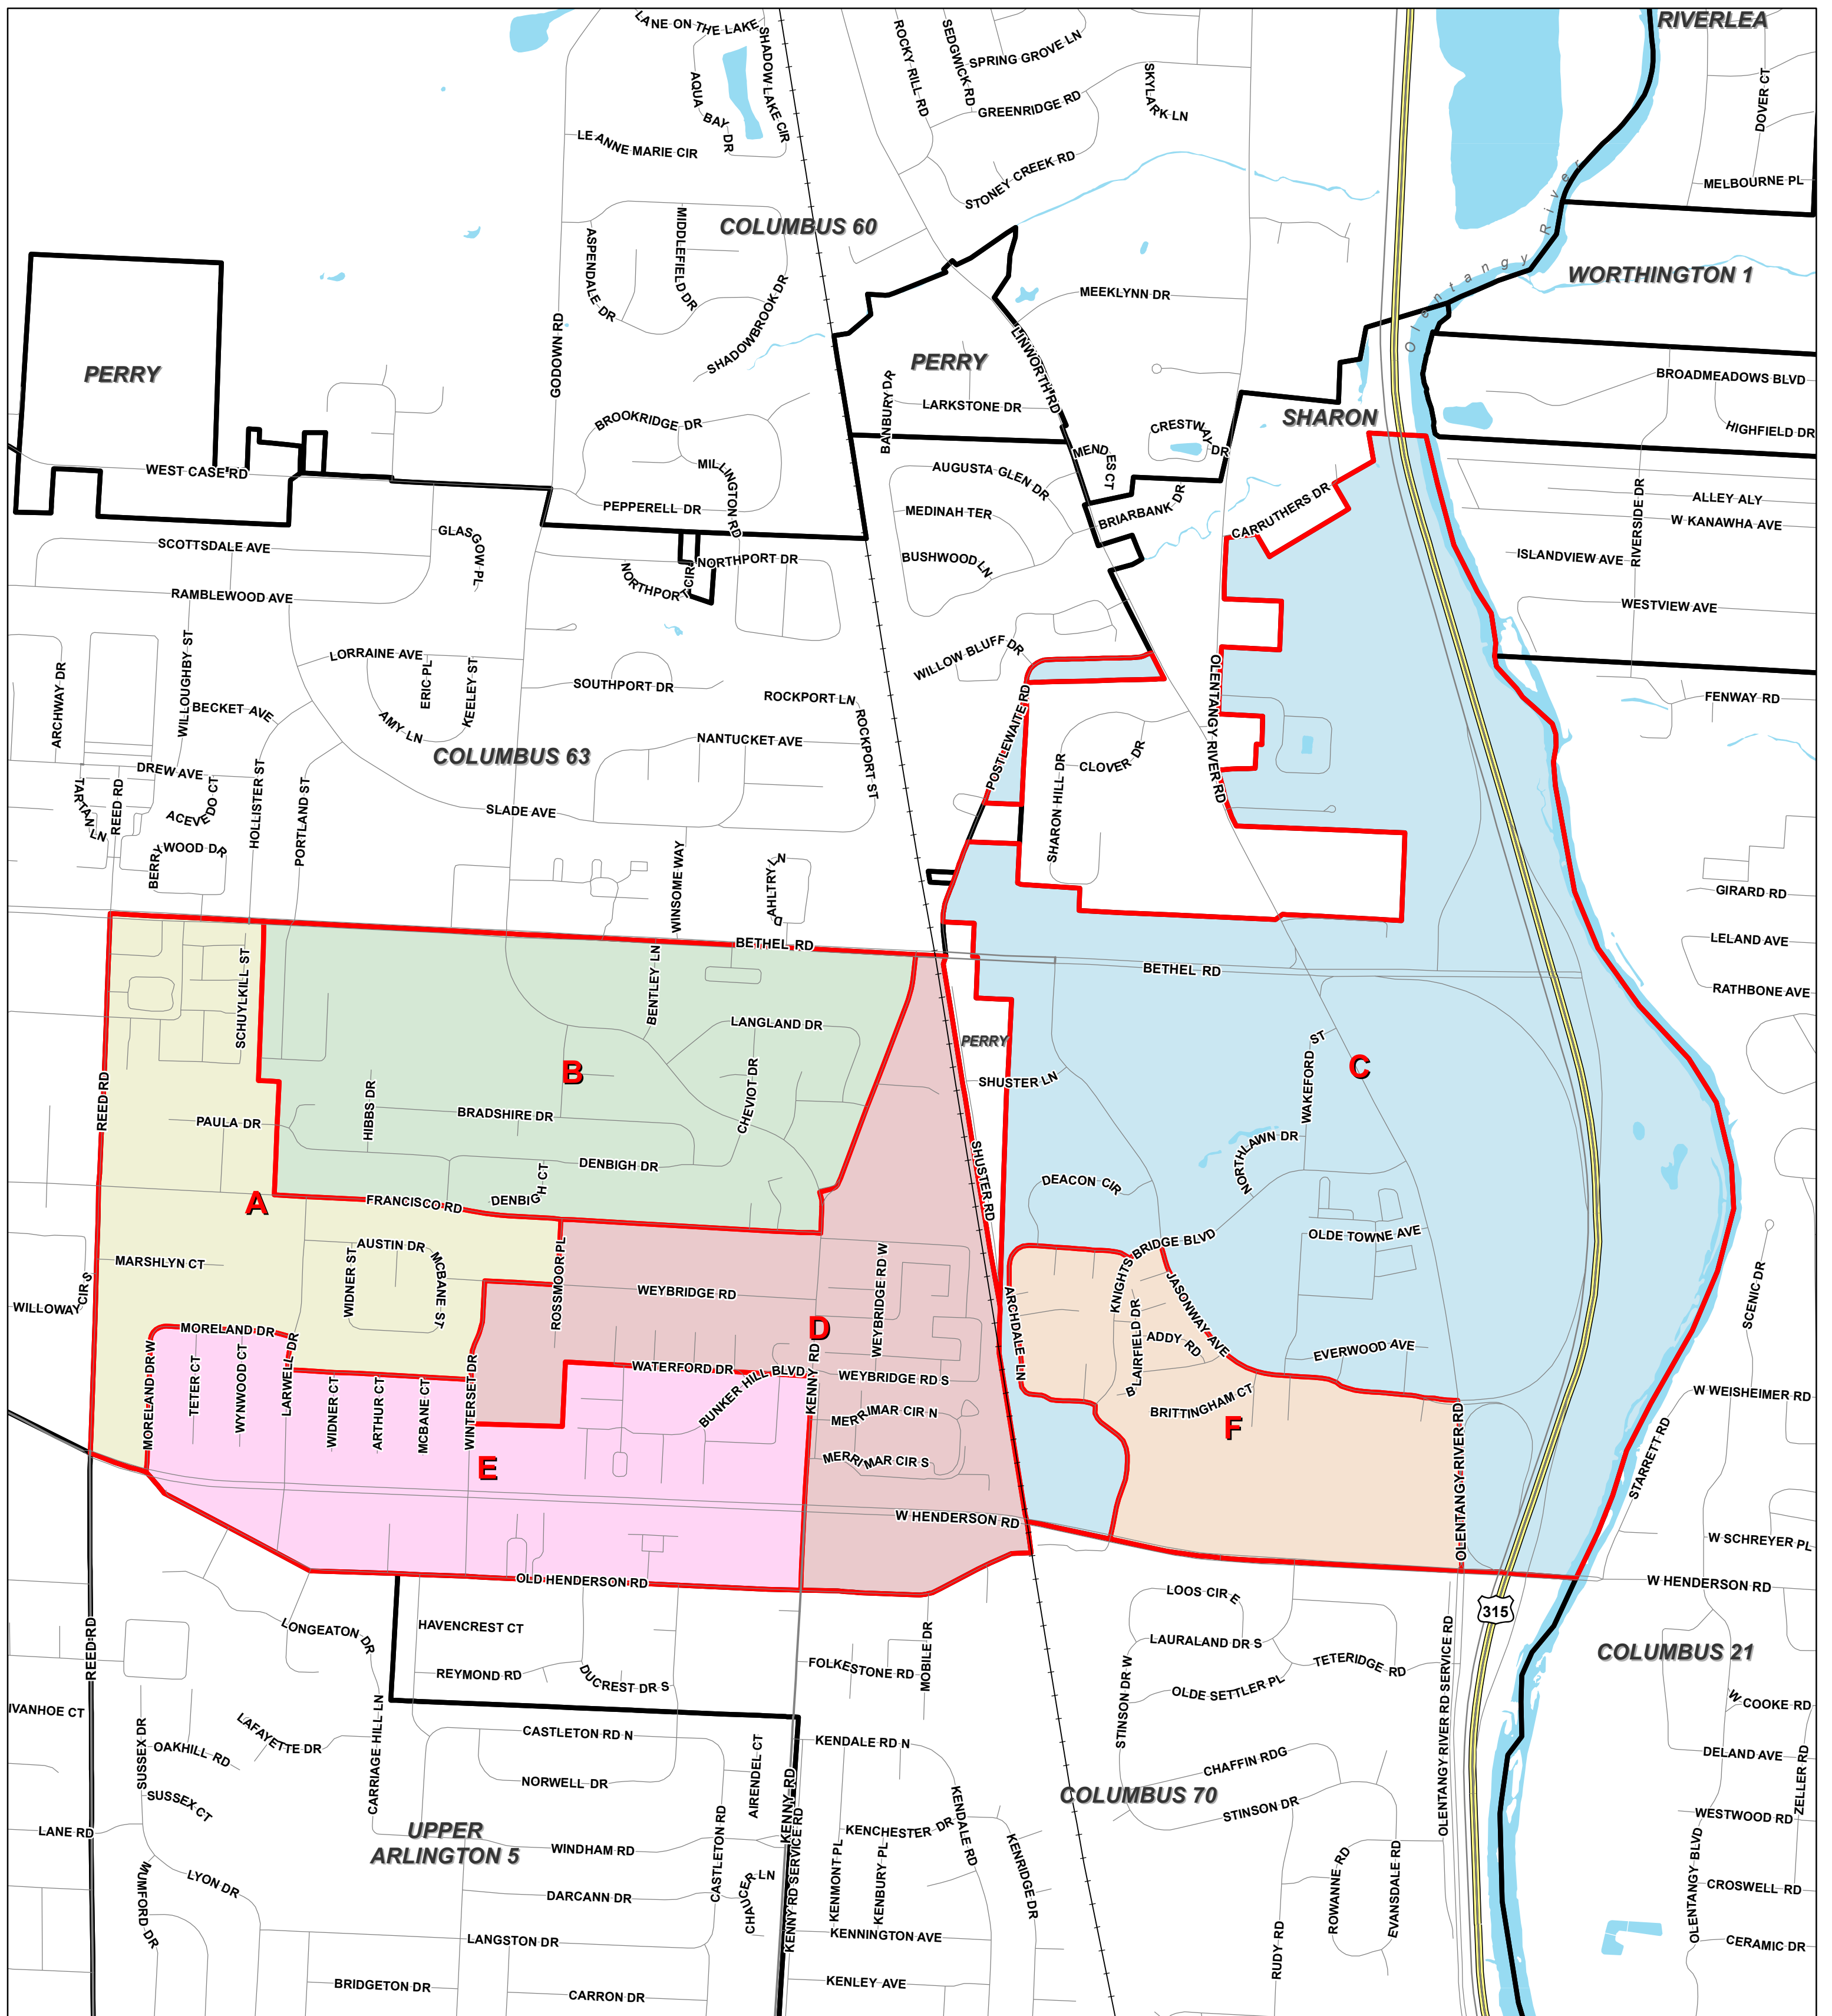 LANE ON THE LAKE
SHADOW LAKE CIR
AQUA BAY DR
LE ANNE MARIE CIR
ROCKY RILL RD
SEDGWICK RD
SPRING GROVE LN
GREENRIDGE RD
SKYLARK LN
STONEY CREEK RD
RIVERLEA
DOVER CT
MELBOURNE PL
Olentangy River
WORTHINGTON 1
COLUMBUS 60
MIDDLEFIELD DR
ASPENDALE DR
SHADOWBROOK DR
GODOWN RD
MEEKLYNN DR
LINWORTH RD
PERRY
PERRY
BANBURY DR
LARKSTONE DR
SHARON
BROADMEADOWS BLVD
HIGHFIELD DR
BROOKRIDGE DR
CRESTWAY DR
MENDES CT
WEST CASE RD
MILLINGTON RD
PEPPERELL DR
AUGUSTA GLEN DR
MEDINAH TER
BRIARBANK DR
CARRUTHERS DR
ALLEY ALY
W KANAWHA AVE
RIVERSIDE DR
ISLANDVIEW AVE
GLASGOW PL
SCOTTSDALE AVE
NORTHPORT DR
NORTHPORT CIR
BUSHWOOD LN
RAMBLEWOOD AVE
WESTVIEW AVE
WILLOUGHBY ST
LORRAINE AVE
ERIC PL
KEELEY ST
ARCHWAY DR
SOUTHPORT DR
ROCKPORT LN
ROCKPORT ST
WILLOW BLUFF DR
POSTLEWAITE RD
OLENTANGY RIVER RD
FENWAY RD
BECKET AVE
AMY LN
NANTUCKET AVE
COLUMBUS 63
CLOVER DR
SHARON HILL DR
DREW AVE
TARTAN LN
REED RD
ACEVEDO CT
HOLLISTER ST
PORTLAND ST
SLADE AVE
BERRYWOOD DR
WINSOME WAY
DAHLTRY LN
GIRARD RD
BETHEL RD
BETHEL RD
LELAND AVE
RATHBONE AVE
SCHUYLKILL ST
BENTLEY LN
LANGLAND DR
PERRY
B
C
WAKEFORD ST
SHUSTER LN
REED RD
PAULA DR
HIBBS DR
BRADSHIRE DR
CHEVIOT DR
DENBIGH DR
DENBIGH CT
NORTHLAWN DR
SHUSTER RD
DEACON CIR
A
FRANCISCO RD
AUSTIN DR
WIDNER ST
MCBANE ST
MARSHLYN CT
WILLOWAY CIR S
ROSSMOOR PL
WEYBRIDGE RD
WEYBRIDGE RD W
KNIGHTSBRIDGE BLVD
OLDE TOWNE AVE
SCENIC DR
ARCHDALE LN
JASONWAY AVE
BLAIRFIELD DR
ADDY RD
EVERWOOD AVE
MORELAND DR
MORELAND DR W
TETER CT
WYNWOOD CT
LARWELL DR
WIDNER CT
ARTHUR CT
MCBANE CT
WINTERSET DR
D
WATERFORD DR
BUNKER HILL BLVD
KENNY RD
WEYBRIDGE RD S
BRITTINGHAM CT
W WEISHEIMER RD
MERRIMAR CIR N
F
E
MERRIMAR CIR S
OLENTANGY RIVER RD
STARRETT RD
W HENDERSON RD
W SCHREYER PL
OLD HENDERSON RD
W HENDERSON RD
315
LOOS CIR E
REED RD
LONGEATON DR
HAVENCREST CT
LAURALAND DR S
COLUMBUS 21
REYMOND RD
DUCREST DR S
FOLKESTONE RD
MOBILE DR
TETERIDGE RD
OLDE SETTLER PL
STINSON DR W
OLENTANGY RIVER RD SERVICE RD
IVANHOE CT
W COOKE RD
SUSSEX DR
OAKHILL RD
LAFAYETTE DR
CARRIAGE HILL LN
CASTLETON RD N
AIRENDEL CT
KENDALE RD N
CHAFFIN RDG
DELAND AVE
ZELLER RD
NORWELL DR
SUSSEX CT
COLUMBUS 70
STINSON DR
WESTWOOD RD
LANE RD
UPPER
ARLINGTON 5
WINDHAM RD
CASTLETON RD
KENNY RD
KENNY RD SERVICE RD
KENCHESTER DR
KENDALE RD
KENMONT PL
KENBURY PL
KENRIDGE DR
ROWANNE RD
EVANSDALE RD
OLENTANGY BLVD
MUMFORD DR
LYON DR
DARCANN DR
CHAUCER LN
CROSWELL RD
LANGSTON DR
KENNINGTON AVE
RUDY RD
CERAMIC DR
BRIDGETON DR
CARRON DR
KENLEY AVE